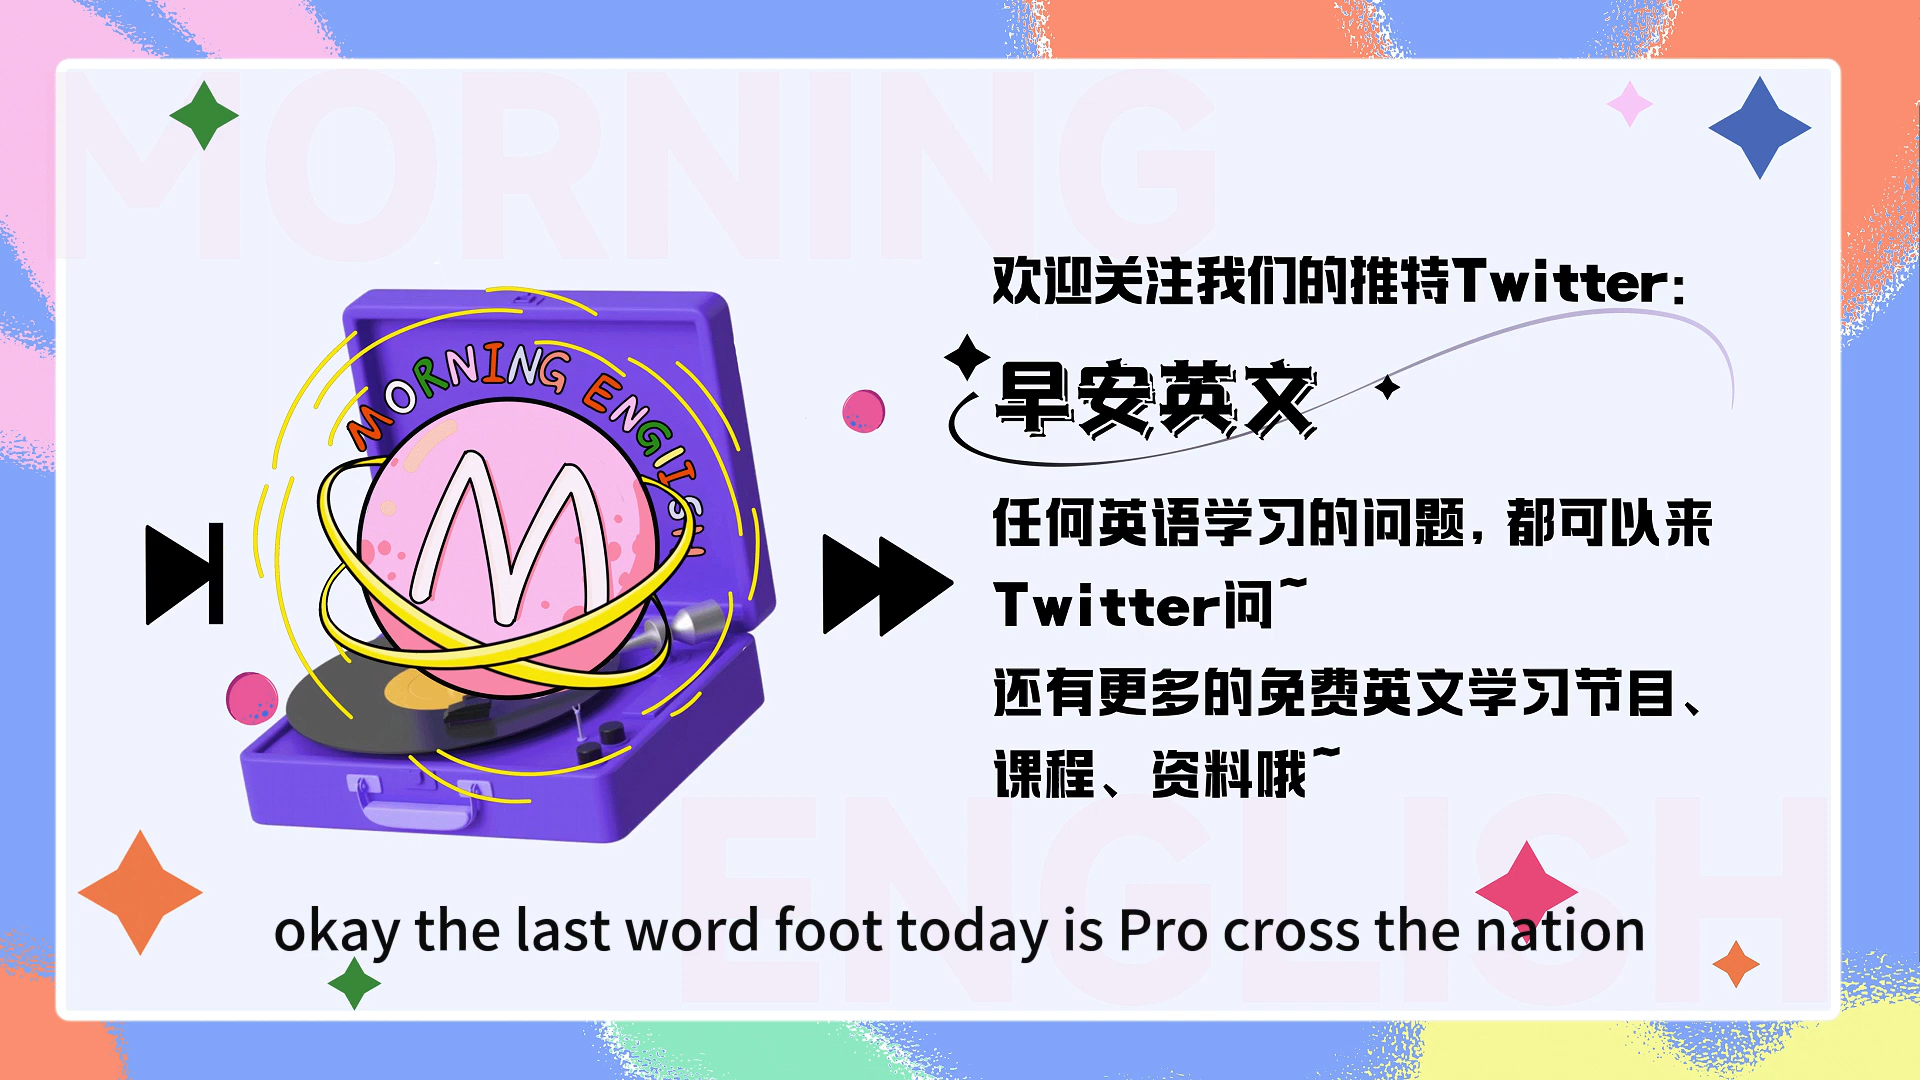 MORNING
欢迎关注我们的推特Twitter:
早安英文
MORNING ENGLISH
M
任何英语学习的问题,都可以来
Twitter问~
还有更多的免费英文学习节目、
课程、资料哦~
ENGLISH
okay the last word foot today is Pro cross the nation